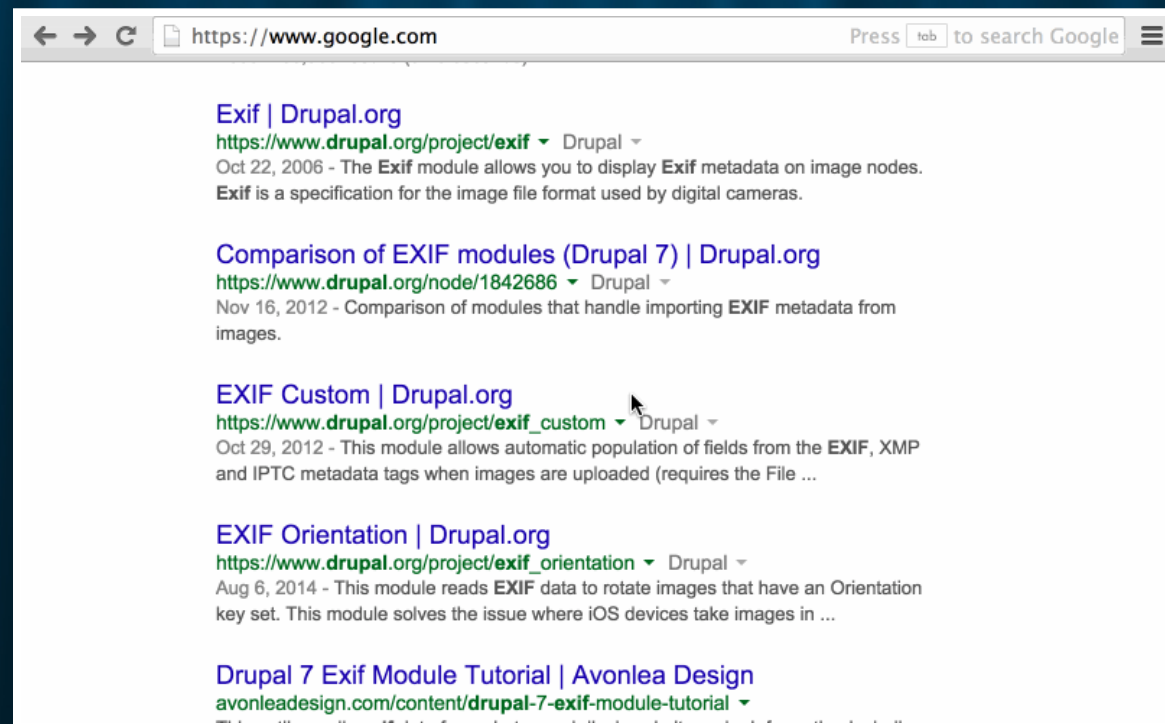 https://www.google.com Press tab to search Google
Exif | Drupal.org
https://www.drupal.org/project/exif Drupal
Oct 22, 2006 - The Exif module allows you to display Exif metadata on image nodes.
Exif is a specification for the image file format used by digital cameras.
Comparison of EXIF modules (Drupal 7) | Drupal.org
https://www.drupal.org/node/1842686 Drupal
Nov 16, 2012 - Comparison of modules that handle importing EXIF metadata from
images.
EXIF Custom | Drupal.org
https://www.drupal.org/project/exif_custom Drupal
Oct 29, 2012 - This module allows automatic population of fields from the EXIF, XMP
and IPTC metadata tags when images are uploaded (requires the File ...
EXIF Orientation | Drupal.org
https://www.drupal.org/project/exif_orientation Drupal
Aug 6, 2014 - This module reads EXIF data to rotate images that have an Orientation
key set. This module solves the issue where iOS devices take images in ...
Drupal 7 Exif Module Tutorial | Avonlea Design
avonleadesign.com/content/drupal-7-exif-module-tutorial